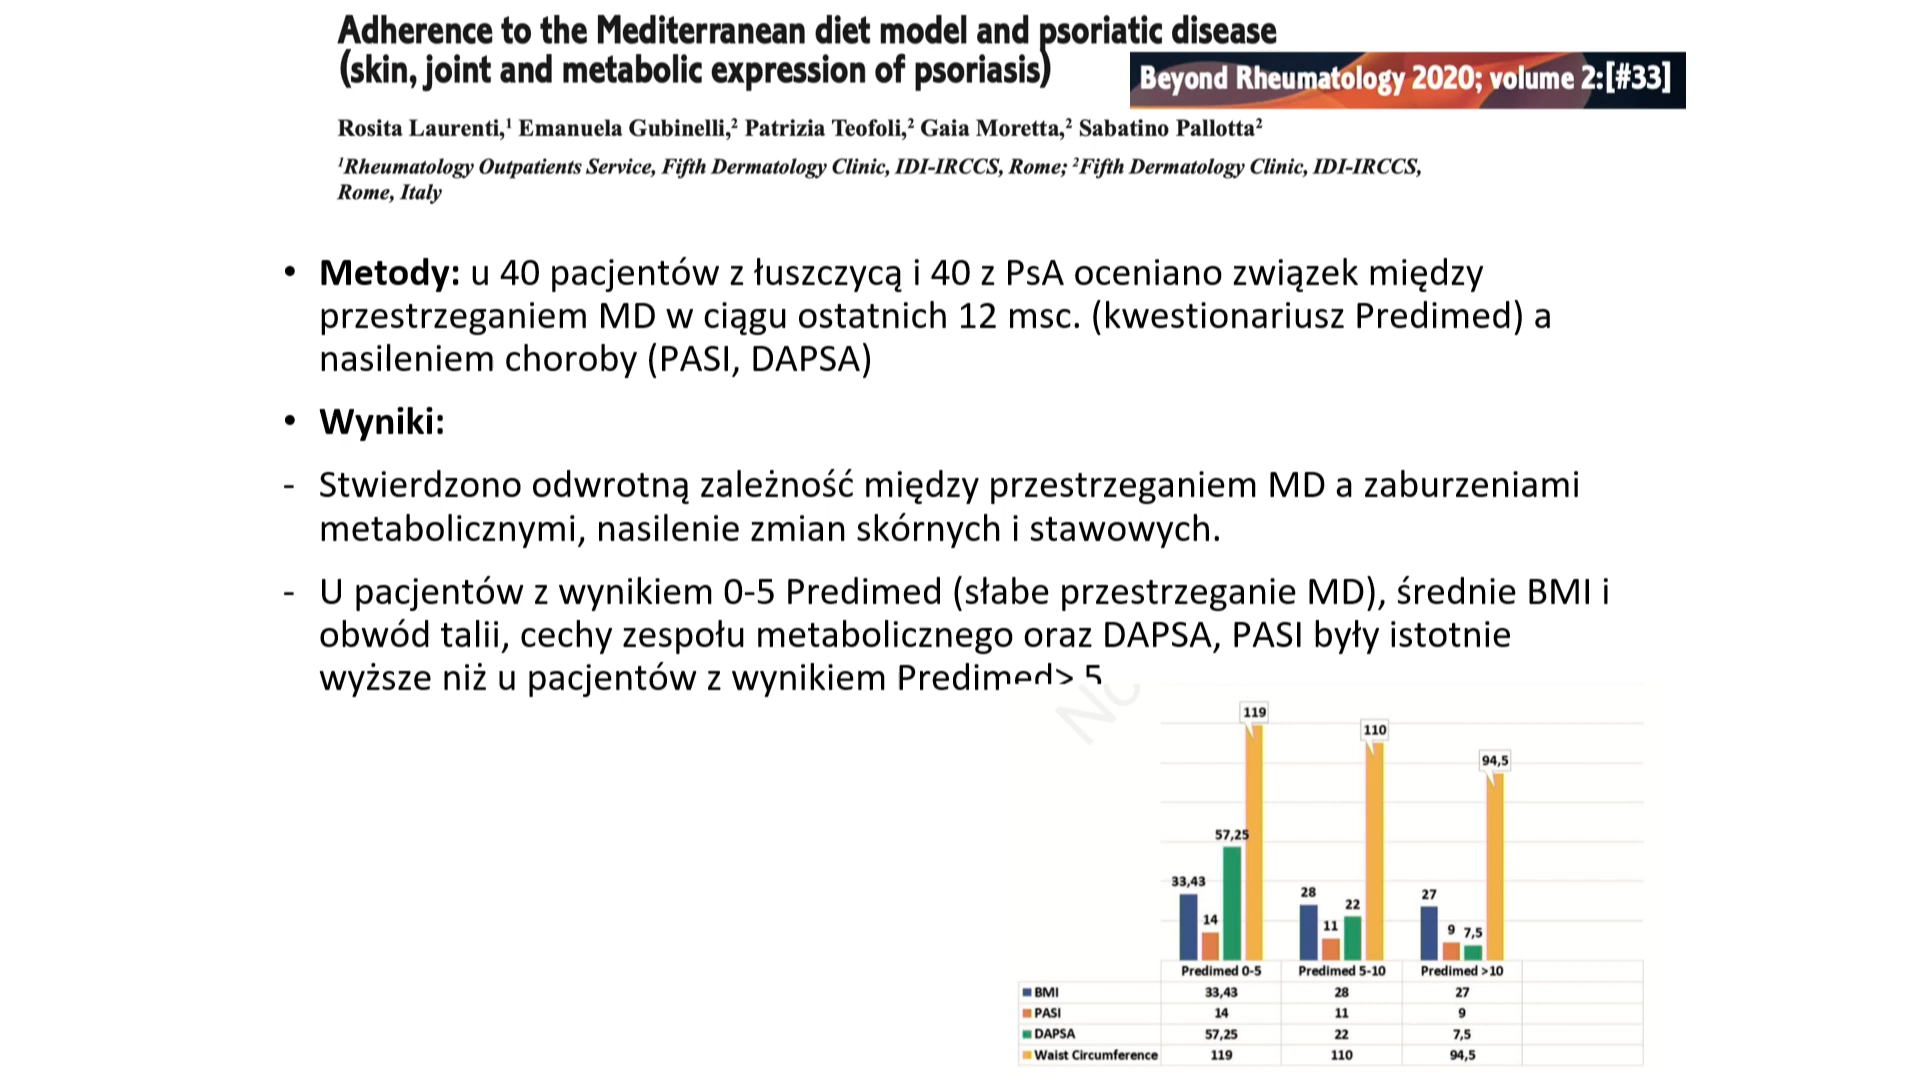 Adherence to the Mediterranean diet model and psoriatic disease
(skin, joint and metabolic expression of psoriasis)
Beyond Rheumatology 2020; volume 2:[#33]
Rosita Laurenti,¹ Emanuela Gubinelli,² Patrizia Teofoli,² Gaia Moretta,² Sabatino Pallotta²
¹Rheumatology Outpatients Service, Fifth Dermatology Clinic, IDI-IRCCS, Rome; ²Fifth Dermatology Clinic, IDI-IRCCS,
Rome, Italy
• Metody: u 40 pacjentów z łuszczycą i 40 z PsA oceniano związek między
przestrzeganiem MD w ciągu ostatnich 12 msc. (kwestionariusz Predimed) a
nasileniem choroby (PASI, DAPSA)
• Wyniki:
- Stwierdzono odwrotną zależność między przestrzeganiem MD a zaburzeniami
metabolicznymi, nasilenie zmian skórnych i stawowych.
- U pacjentów z wynikiem 0-5 Predimed (słabe przestrzeganie MD), średnie BMI i
obwód talii, cechy zespołu metabolicznego oraz DAPSA, PASI były istotnie
wyższe niż u pacjentów z wynikiem Predimed> 5
119
110
94,5
57,25
33,43
14
28
11
22
27
9
7,5
Predimed 0-5 Predimed 5-10 Predimed >10
BMI 33,43 28 27
PASI 14 11 9
DAPSA 57,25 22 7,5
Waist Circumference 119 110 94,5